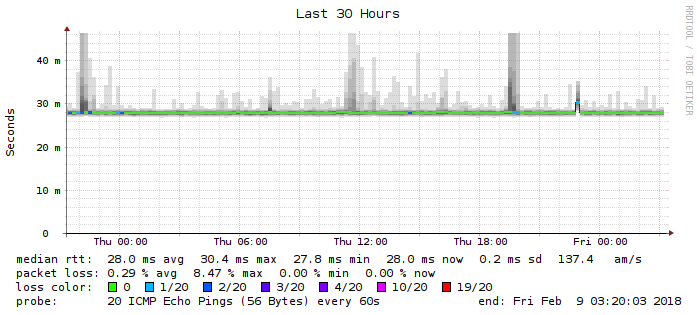 Last 30 Hours
RRDTOOL / TOBI OETIKER
Seconds
40 m
30 m
20 m
10 m
0
Thu 00:00 Thu 06:00 Thu 12:00 Thu 18:00 Fri 00:00
median rtt: 28.0 ms avg 30.4 ms max 27.8 ms min 28.0 ms now 0.2 ms sd 137.4 am/s
packet loss: 0.29 % avg 8.47 % max 0.00 % min 0.00 % now
loss color: 0 1/20 2/20 3/20 4/20 10/20 19/20
probe: 20 ICMP Echo Pings (56 Bytes) every 60s end: Fri Feb 9 03:20:03 2018